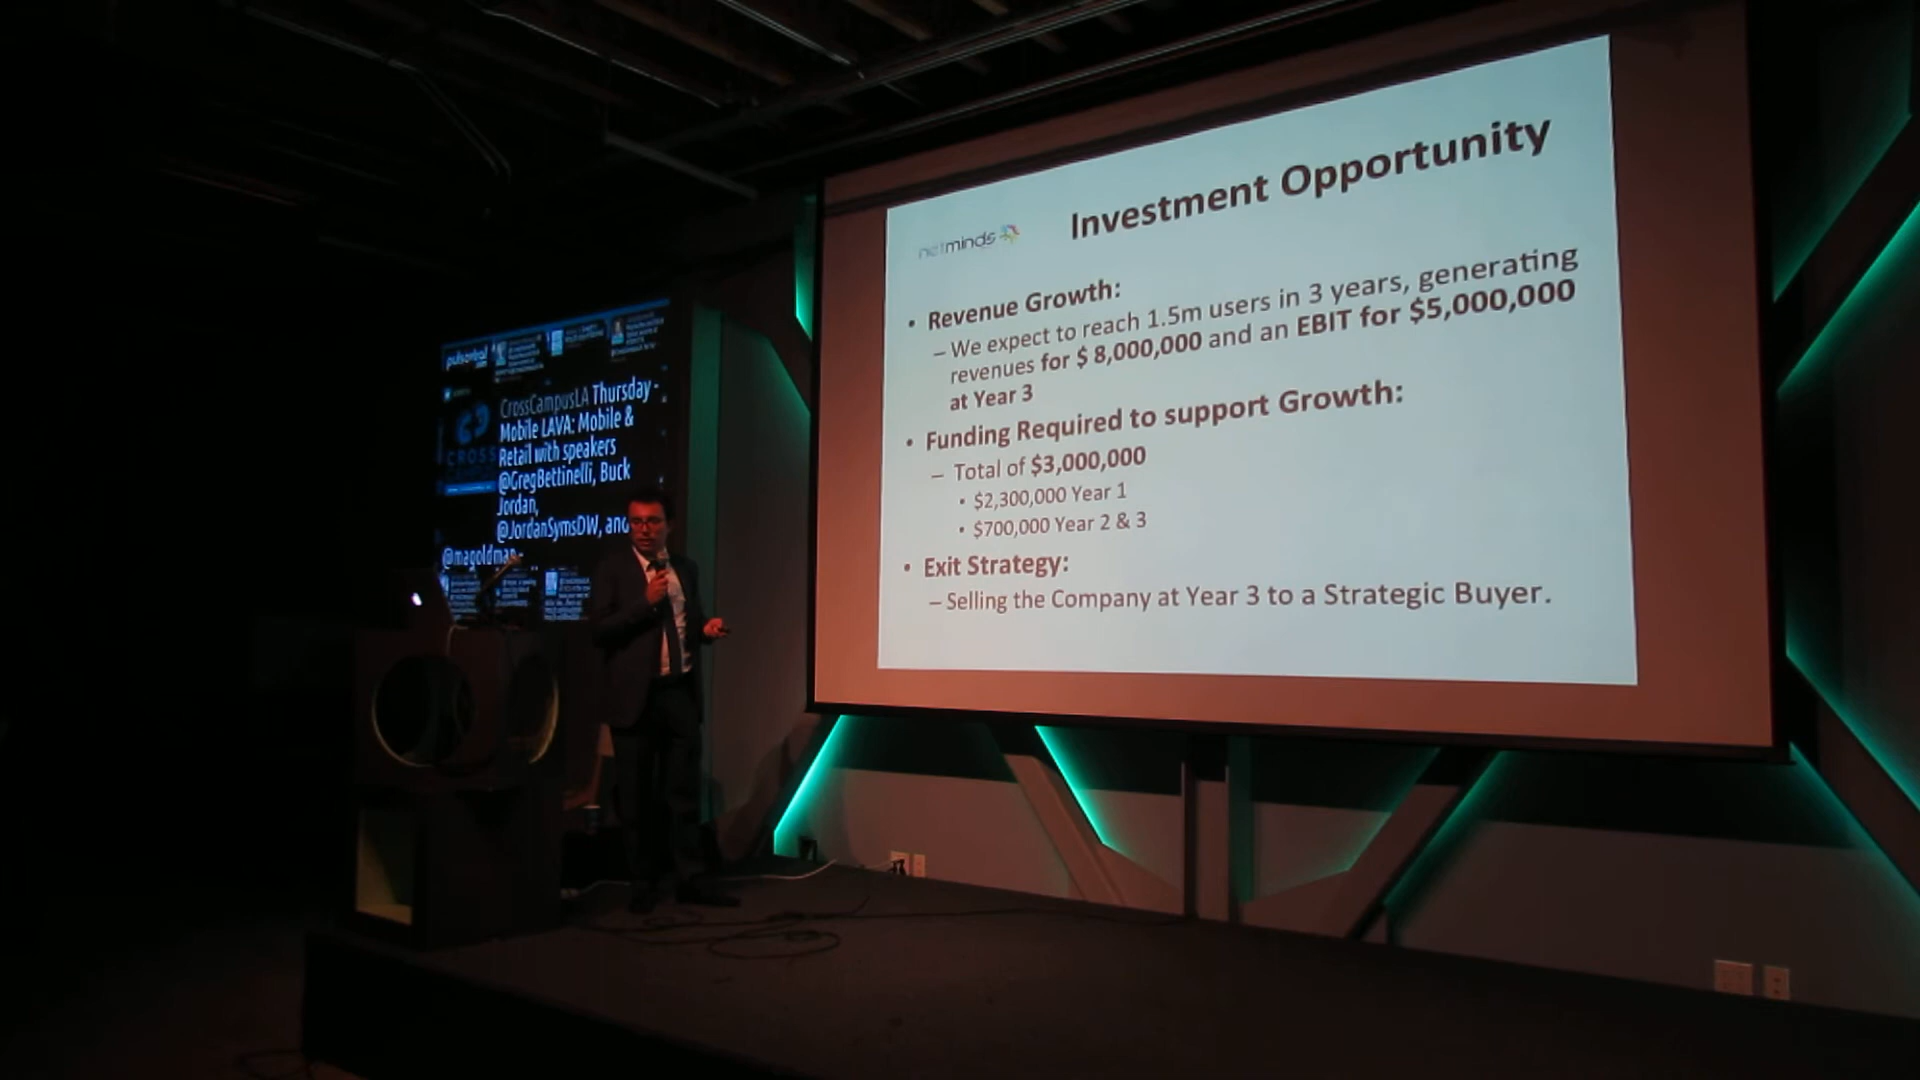 pulsorbal
CrossCampusLA Thursday -
Mobile LAVA: Mobile &
Retail with speakers
@GregBettinelli, Buck
Jordan,
@JordanSymsDW, and
@magoldman -
CROSS
netminds
Investment Opportunity
• Revenue Growth:
– We expect to reach 1.5m users in 3 years, generating
revenues for $ 8,000,000 and an EBIT for $5,000,000
at Year 3
• Funding Required to support Growth:
– Total of $3,000,000
• $2,300,000 Year 1
• $700,000 Year 2 & 3
• Exit Strategy:
– Selling the Company at Year 3 to a Strategic Buyer.